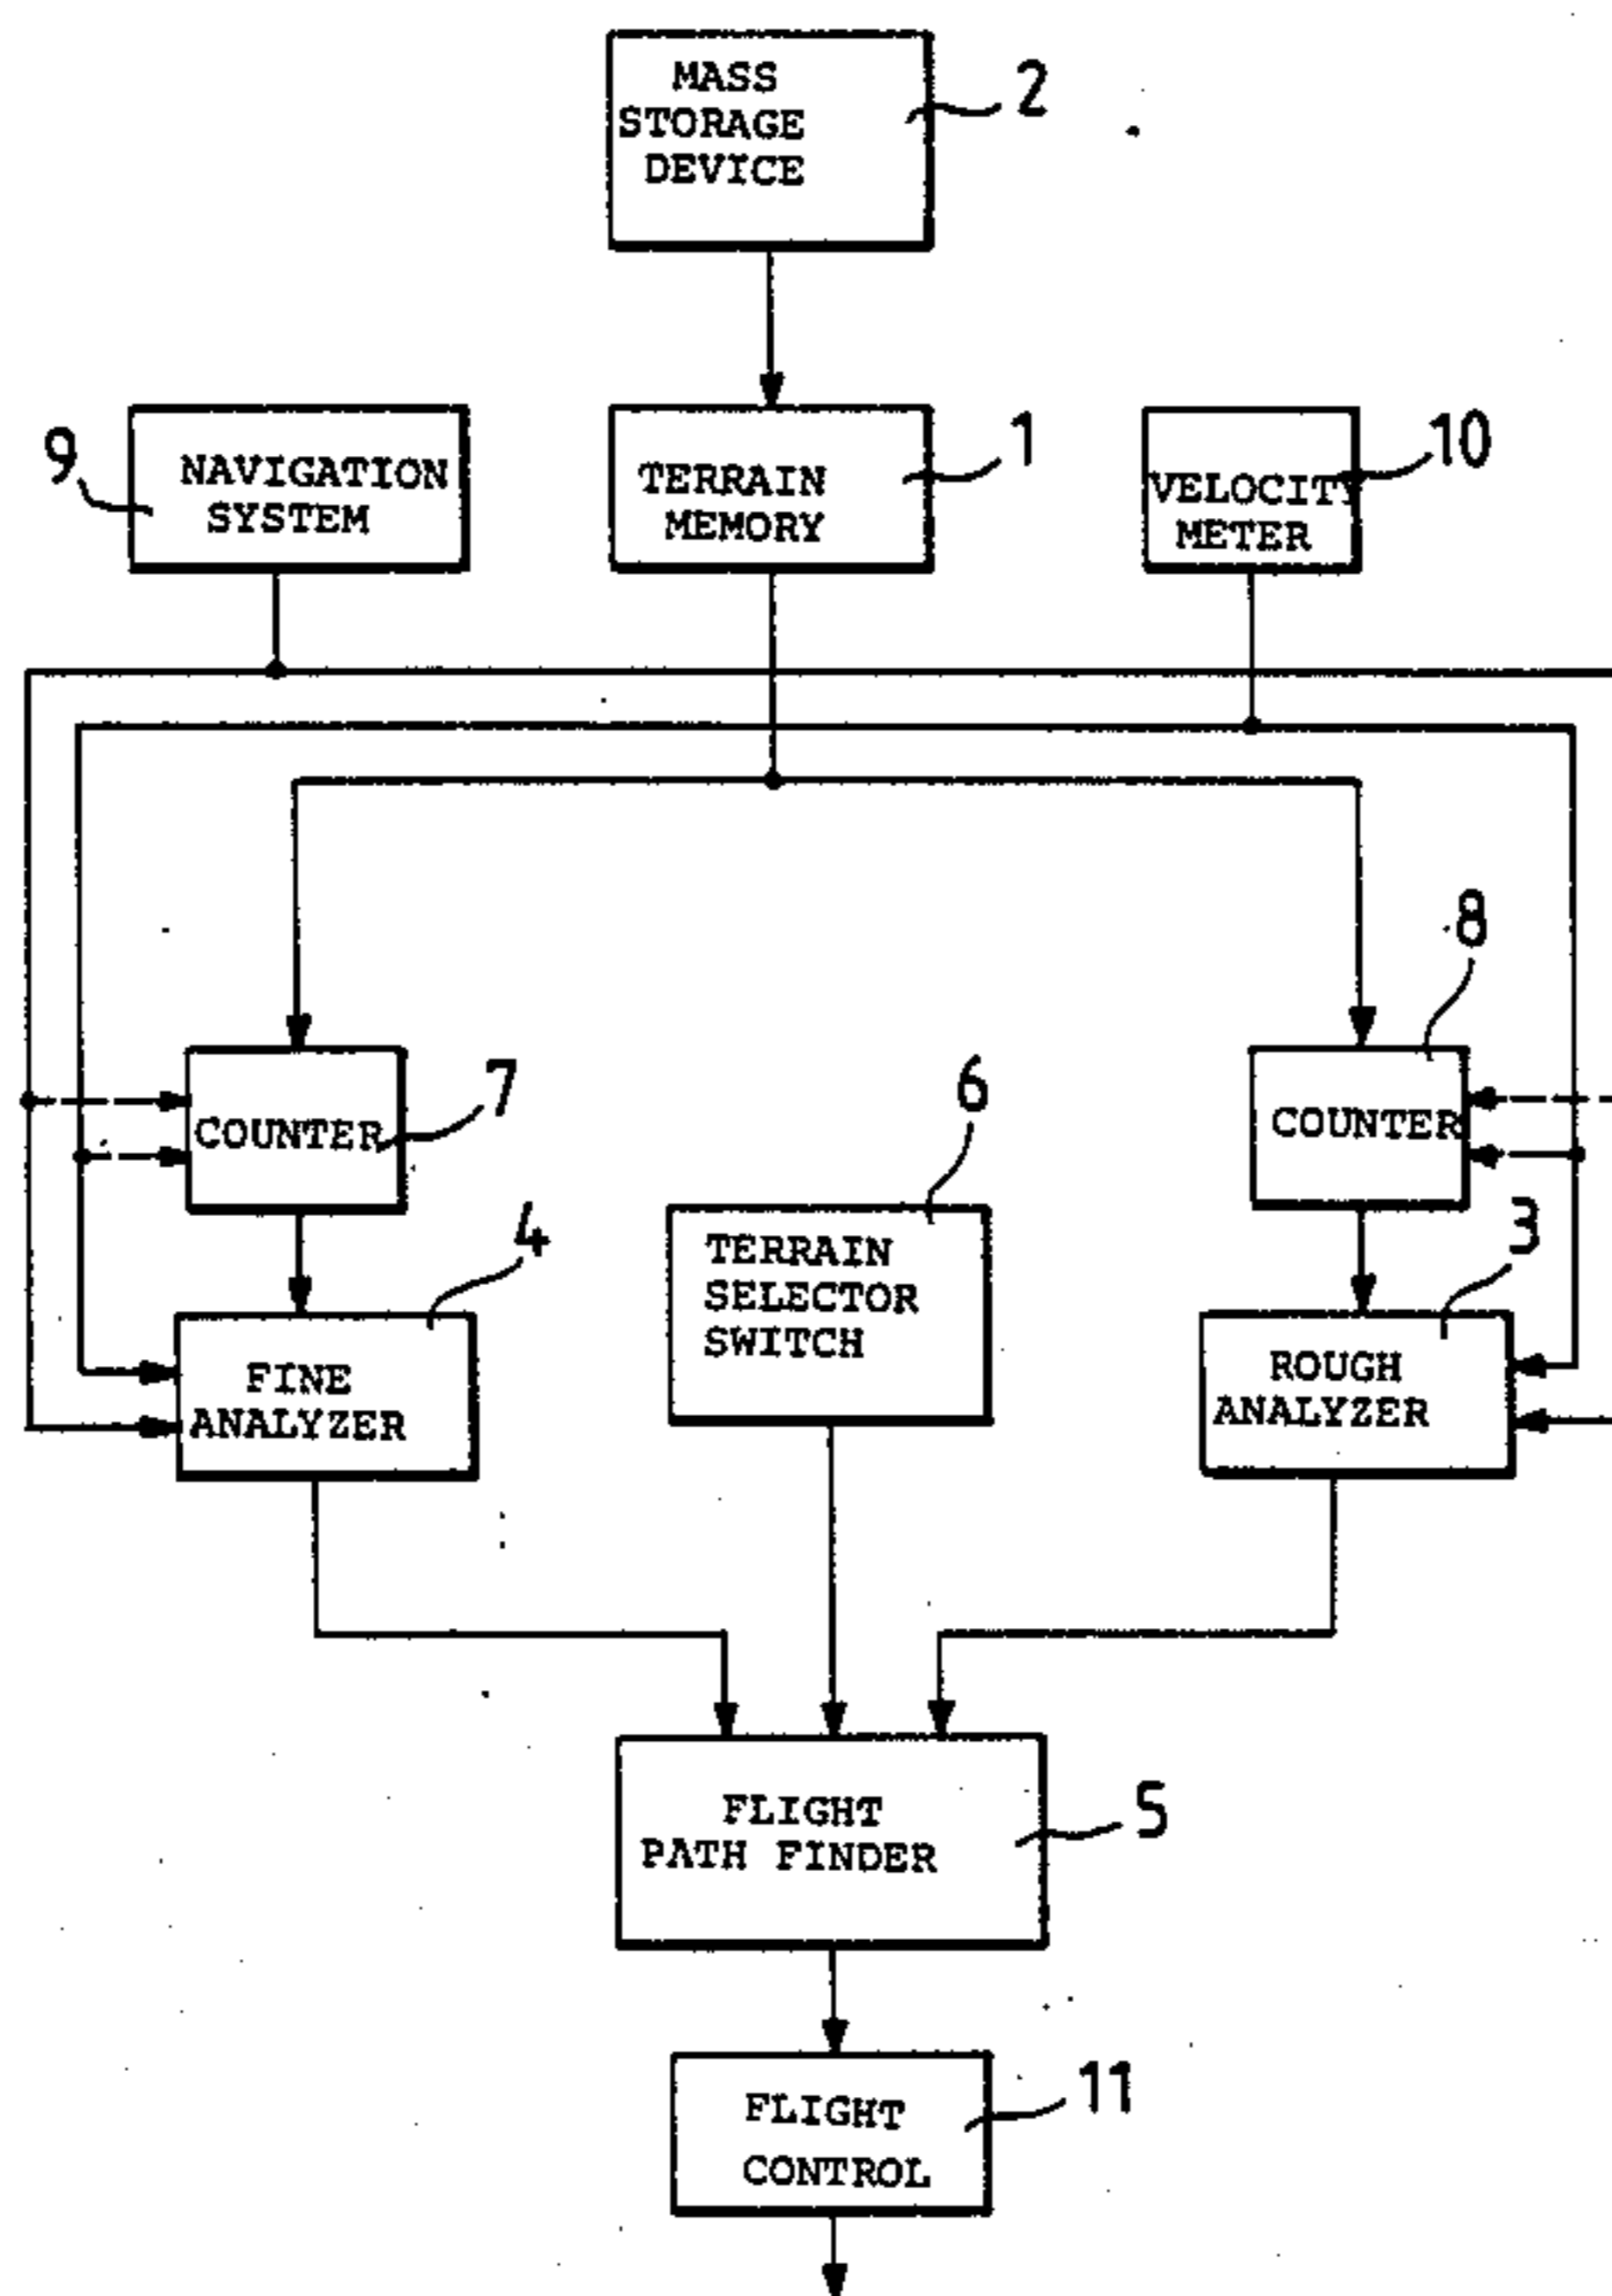 MASS
STORAGE
DEVICE
2
9
NAVIGATION
SYSTEM
TERRAIN
MEMORY
1
VELOCITY
METER
10
8
COUNTER
7
6
COUNTER
4
TERRAIN
SELECTOR
SWITCH
3
FINE
ANALYZER
ROUGH
ANALYZER
FLIGHT
PATH FINDER
5
FLIGHT
CONTROL
11